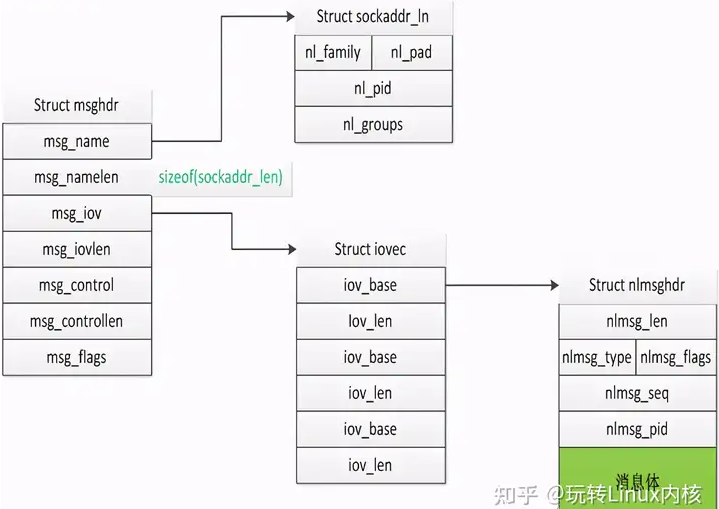 Struct sockaddr_ln
nl_family nl_pad
nl_pid
nl_groups
Struct msghdr
msg_name
msg_namelen sizeof(sockaddr_len)
msg_iov
msg_iovlen
msg_control
msg_controllen
msg_flags
Struct iovec
iov_base
Iov_len
iov_base
iov_len
iov_base
iov_len
Struct nlmsghdr
nlmsg_len
nlmsg_type nlmsg_flags
nlmsg_seq
nlmsg_pid
消息体
知乎 @玩转Linux内核